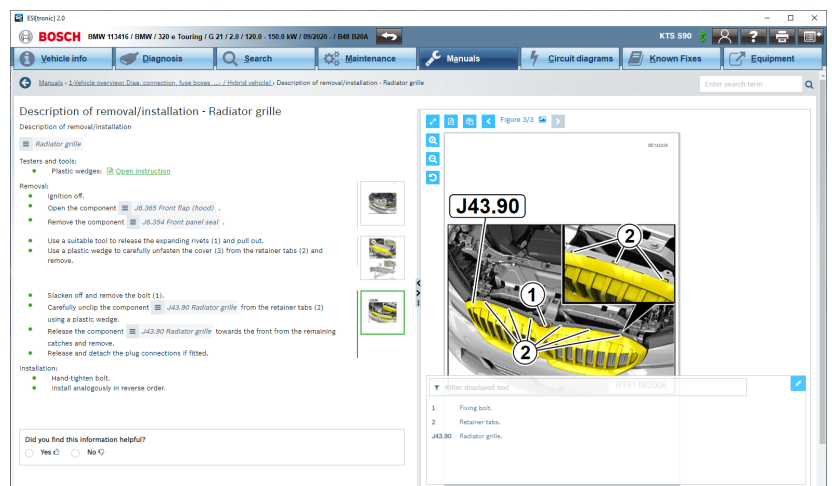 ESI[tronic] 2.0
BOSCH BMW 113416 / BMW / 320 e Touring / G 21 / 2.0 / 120.0 - 150.0 kW / 09/2020 - / B48 B20A
KTS 590
Vehicle info
Diagnosis
Search
Maintenance
Manuals
Circuit diagrams
Known Fixes
Equipment
Manuals › 1-Vehicle overview: Diag. connection, fuse boxes ... / Hybrid vehicle) › Description of removal/installation - Radiator grille
Enter search term
Description of removal/installation - Radiator grille
Description of removal/installation
Radiator grille
Testers and tools:
Plastic wedges: Open instruction
Removal:
Ignition off.
Open the component J6.365 Front flap (hood) .
Remove the component J6.354 Front panel seal .
Use a suitable tool to release the expanding rivets (1) and pull out.
Use a plastic wedge to carefully unfasten the cover (3) from the retainer tabs (2) and
remove.
Slacken off and remove the bolt (1).
Carefully unclip the component J43.90 Radiator grille from the retainer tabs (2)
using a plastic wedge.
Release the component J43.90 Radiator grille towards the front from the remaining
catches and remove.
Release and detach the plug connections if fitted.
Installation:
Hand-tighten bolt.
Install analogously in reverse order.
Did you find this information helpful?
Yes No
Figure 3/3
J43.90
2
1
2
Filter displayed text
1 Fixing bolt.
2 Retainer tabs.
J43.90 Radiator grille.